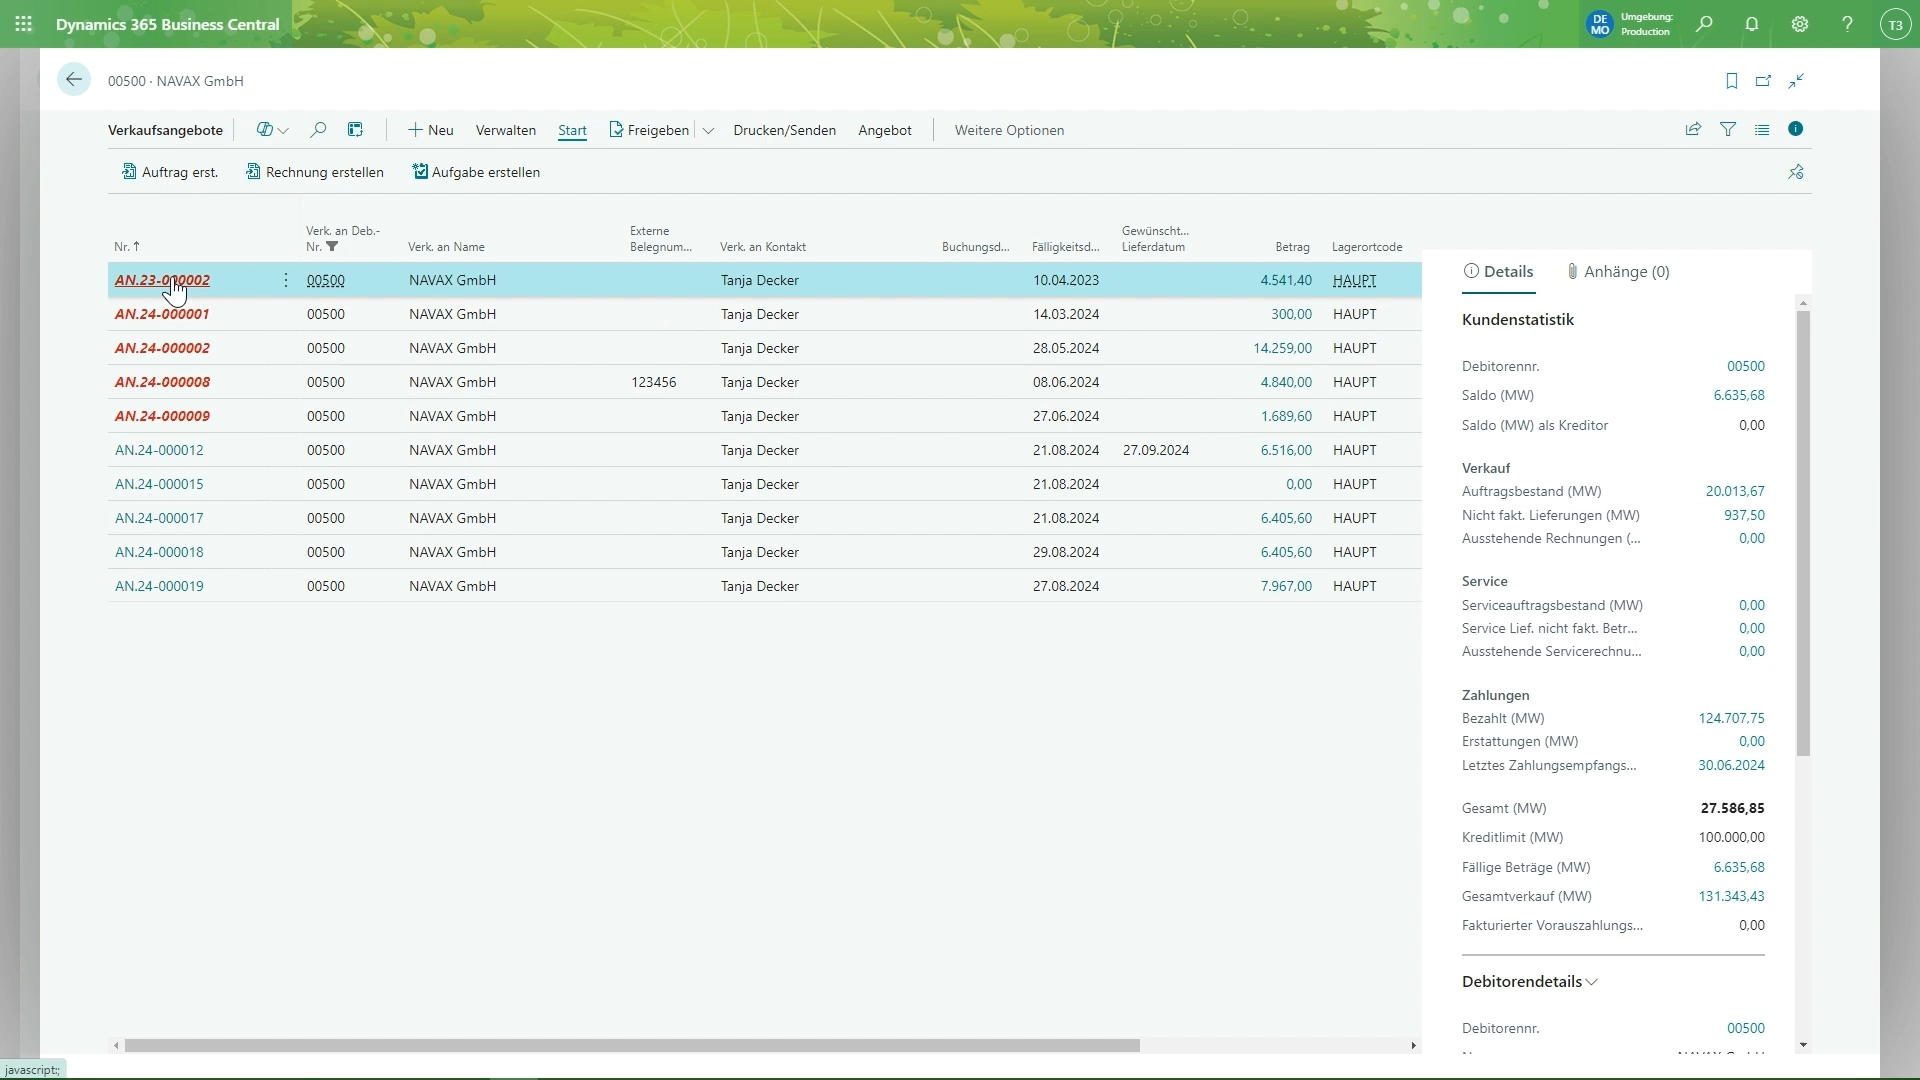 Dynamics 365 Business Central
DE
MO
Umgebung:
Production
?
T3
00500 · NAVAX GmbH
Verkaufsangebote
Neu
Verwalten
Start
Freigeben
Drucken/Senden
Angebot
Weitere Optionen
Auftrag erst.
Rechnung erstellen
Aufgabe erstellen
Nr. ↑
Verk. an Deb.-
Nr.
Verk. an Name
Externe
Belegnum...
Verk. an Kontakt
Buchungsd...
Fälligkeitsd...
Gewünscht...
Lieferdatum
Betrag
Lagerortcode
AN.23-000002 00500 NAVAX GmbH Tanja Decker 10.04.2023 4.541,40 HAUPT
AN.24-000001 00500 NAVAX GmbH Tanja Decker 14.03.2024 300,00 HAUPT
AN.24-000002 00500 NAVAX GmbH Tanja Decker 28.05.2024 14.259,00 HAUPT
AN.24-000008 00500 NAVAX GmbH 123456 Tanja Decker 08.06.2024 4.840,00 HAUPT
AN.24-000009 00500 NAVAX GmbH Tanja Decker 27.06.2024 1.689,60 HAUPT
AN.24-000012 00500 NAVAX GmbH Tanja Decker 21.08.2024 27.09.2024 6.516,00 HAUPT
AN.24-000015 00500 NAVAX GmbH Tanja Decker 21.08.2024 0,00 HAUPT
AN.24-000017 00500 NAVAX GmbH Tanja Decker 21.08.2024 6.405,60 HAUPT
AN.24-000018 00500 NAVAX GmbH Tanja Decker 29.08.2024 6.405,60 HAUPT
AN.24-000019 00500 NAVAX GmbH Tanja Decker 27.08.2024 7.967,00 HAUPT
Details
Anhänge (0)
Kundenstatistik
Debitorennr. 00500
Saldo (MW) 6.635,68
Saldo (MW) als Kreditor 0,00
Verkauf
Auftragsbestand (MW) 20.013,67
Nicht fakt. Lieferungen (MW) 937,50
Ausstehende Rechnungen (... 0,00
Service
Serviceauftragsbestand (MW) 0,00
Service Lief. nicht fakt. Betr... 0,00
Ausstehende Servicerechnu... 0,00
Zahlungen
Bezahlt (MW) 124.707,75
Erstattungen (MW) 0,00
Letztes Zahlungsempfangs... 30.06.2024
Gesamt (MW) 27.586,85
Kreditlimit (MW) 100.000,00
Fällige Beträge (MW) 6.635,68
Gesamtverkauf (MW) 131.343,43
Fakturierter Vorauszahlungs... 0,00
Debitorendetails
Debitorennr. 00500
javascript:;